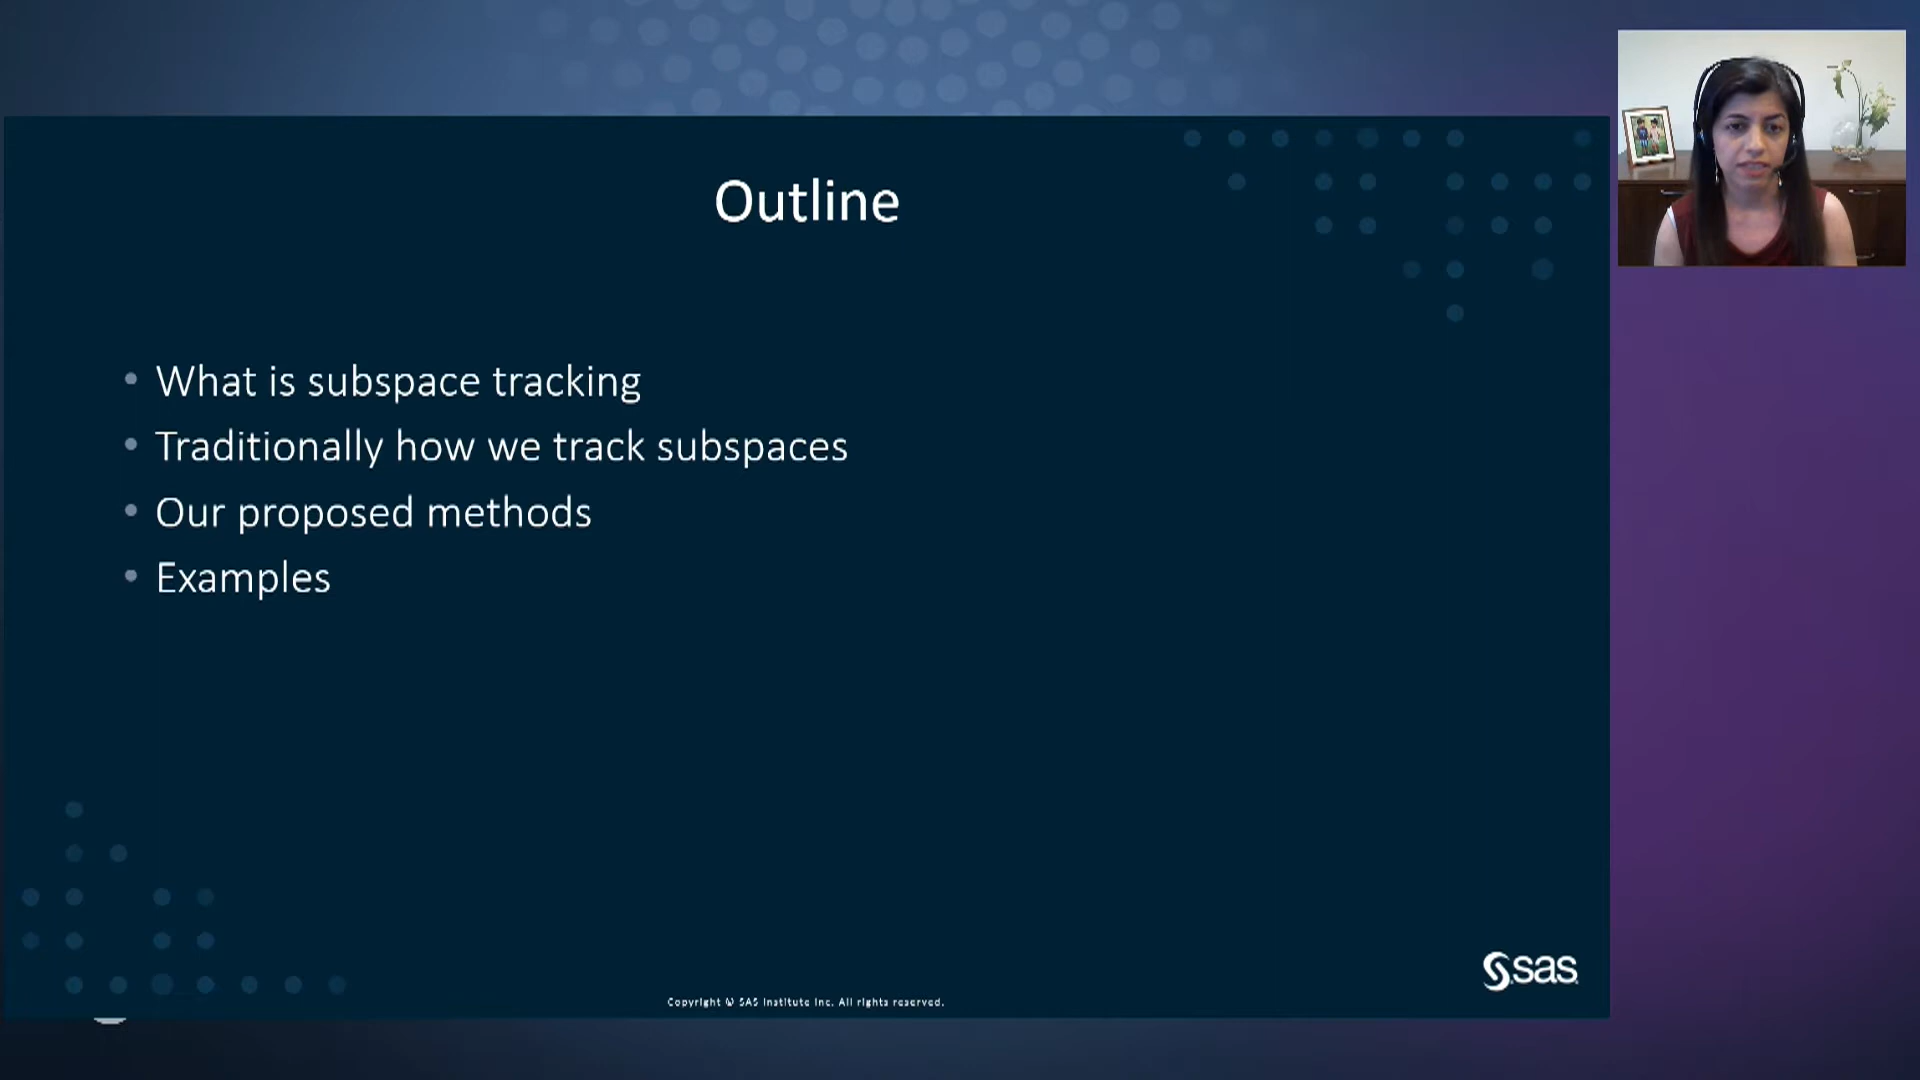 Outline
• What is subspace tracking
• Traditionally how we track subspaces
• Our proposed methods
• Examples
sas
Copyright © SAS Institute Inc. All rights reserved.